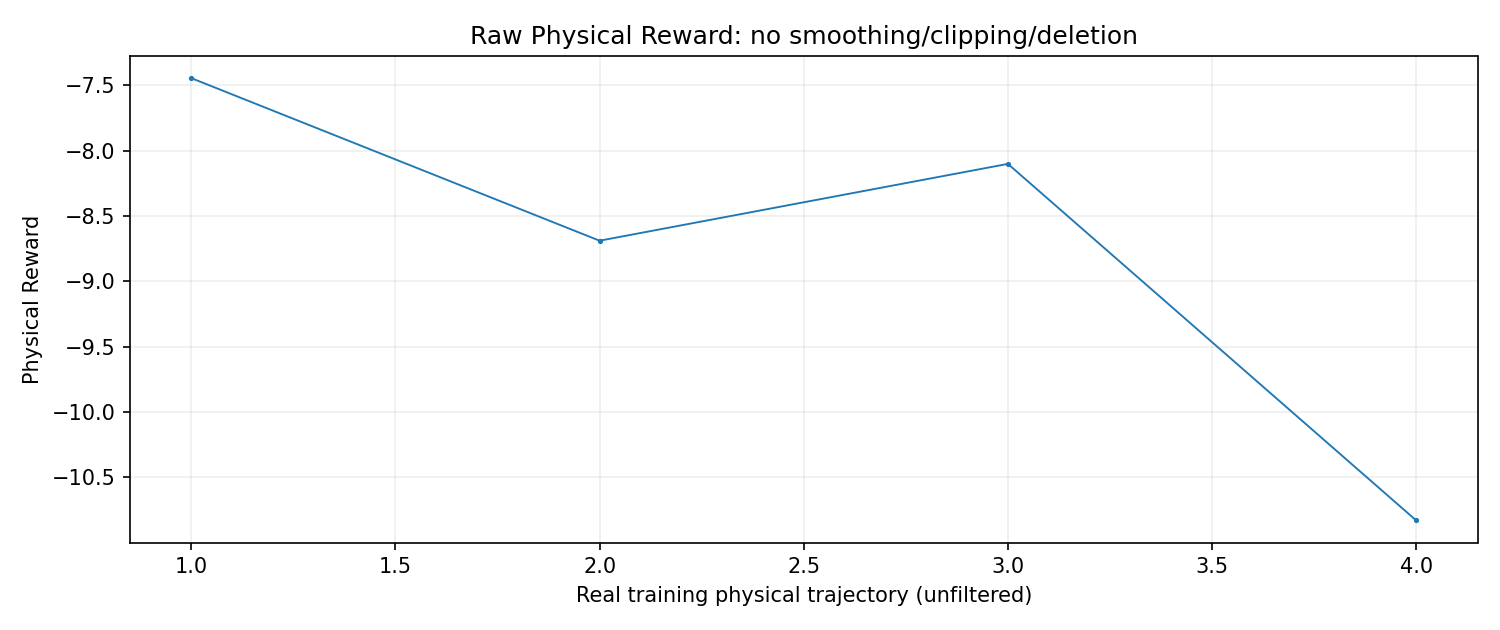 Raw Physical Reward: no smoothing/clipping/deletion
Physical Reward
−7.5
−8.0
−8.5
−9.0
−9.5
−10.0
−10.5
1.0 1.5 2.0 2.5 3.0 3.5 4.0
Real training physical trajectory (unfiltered)